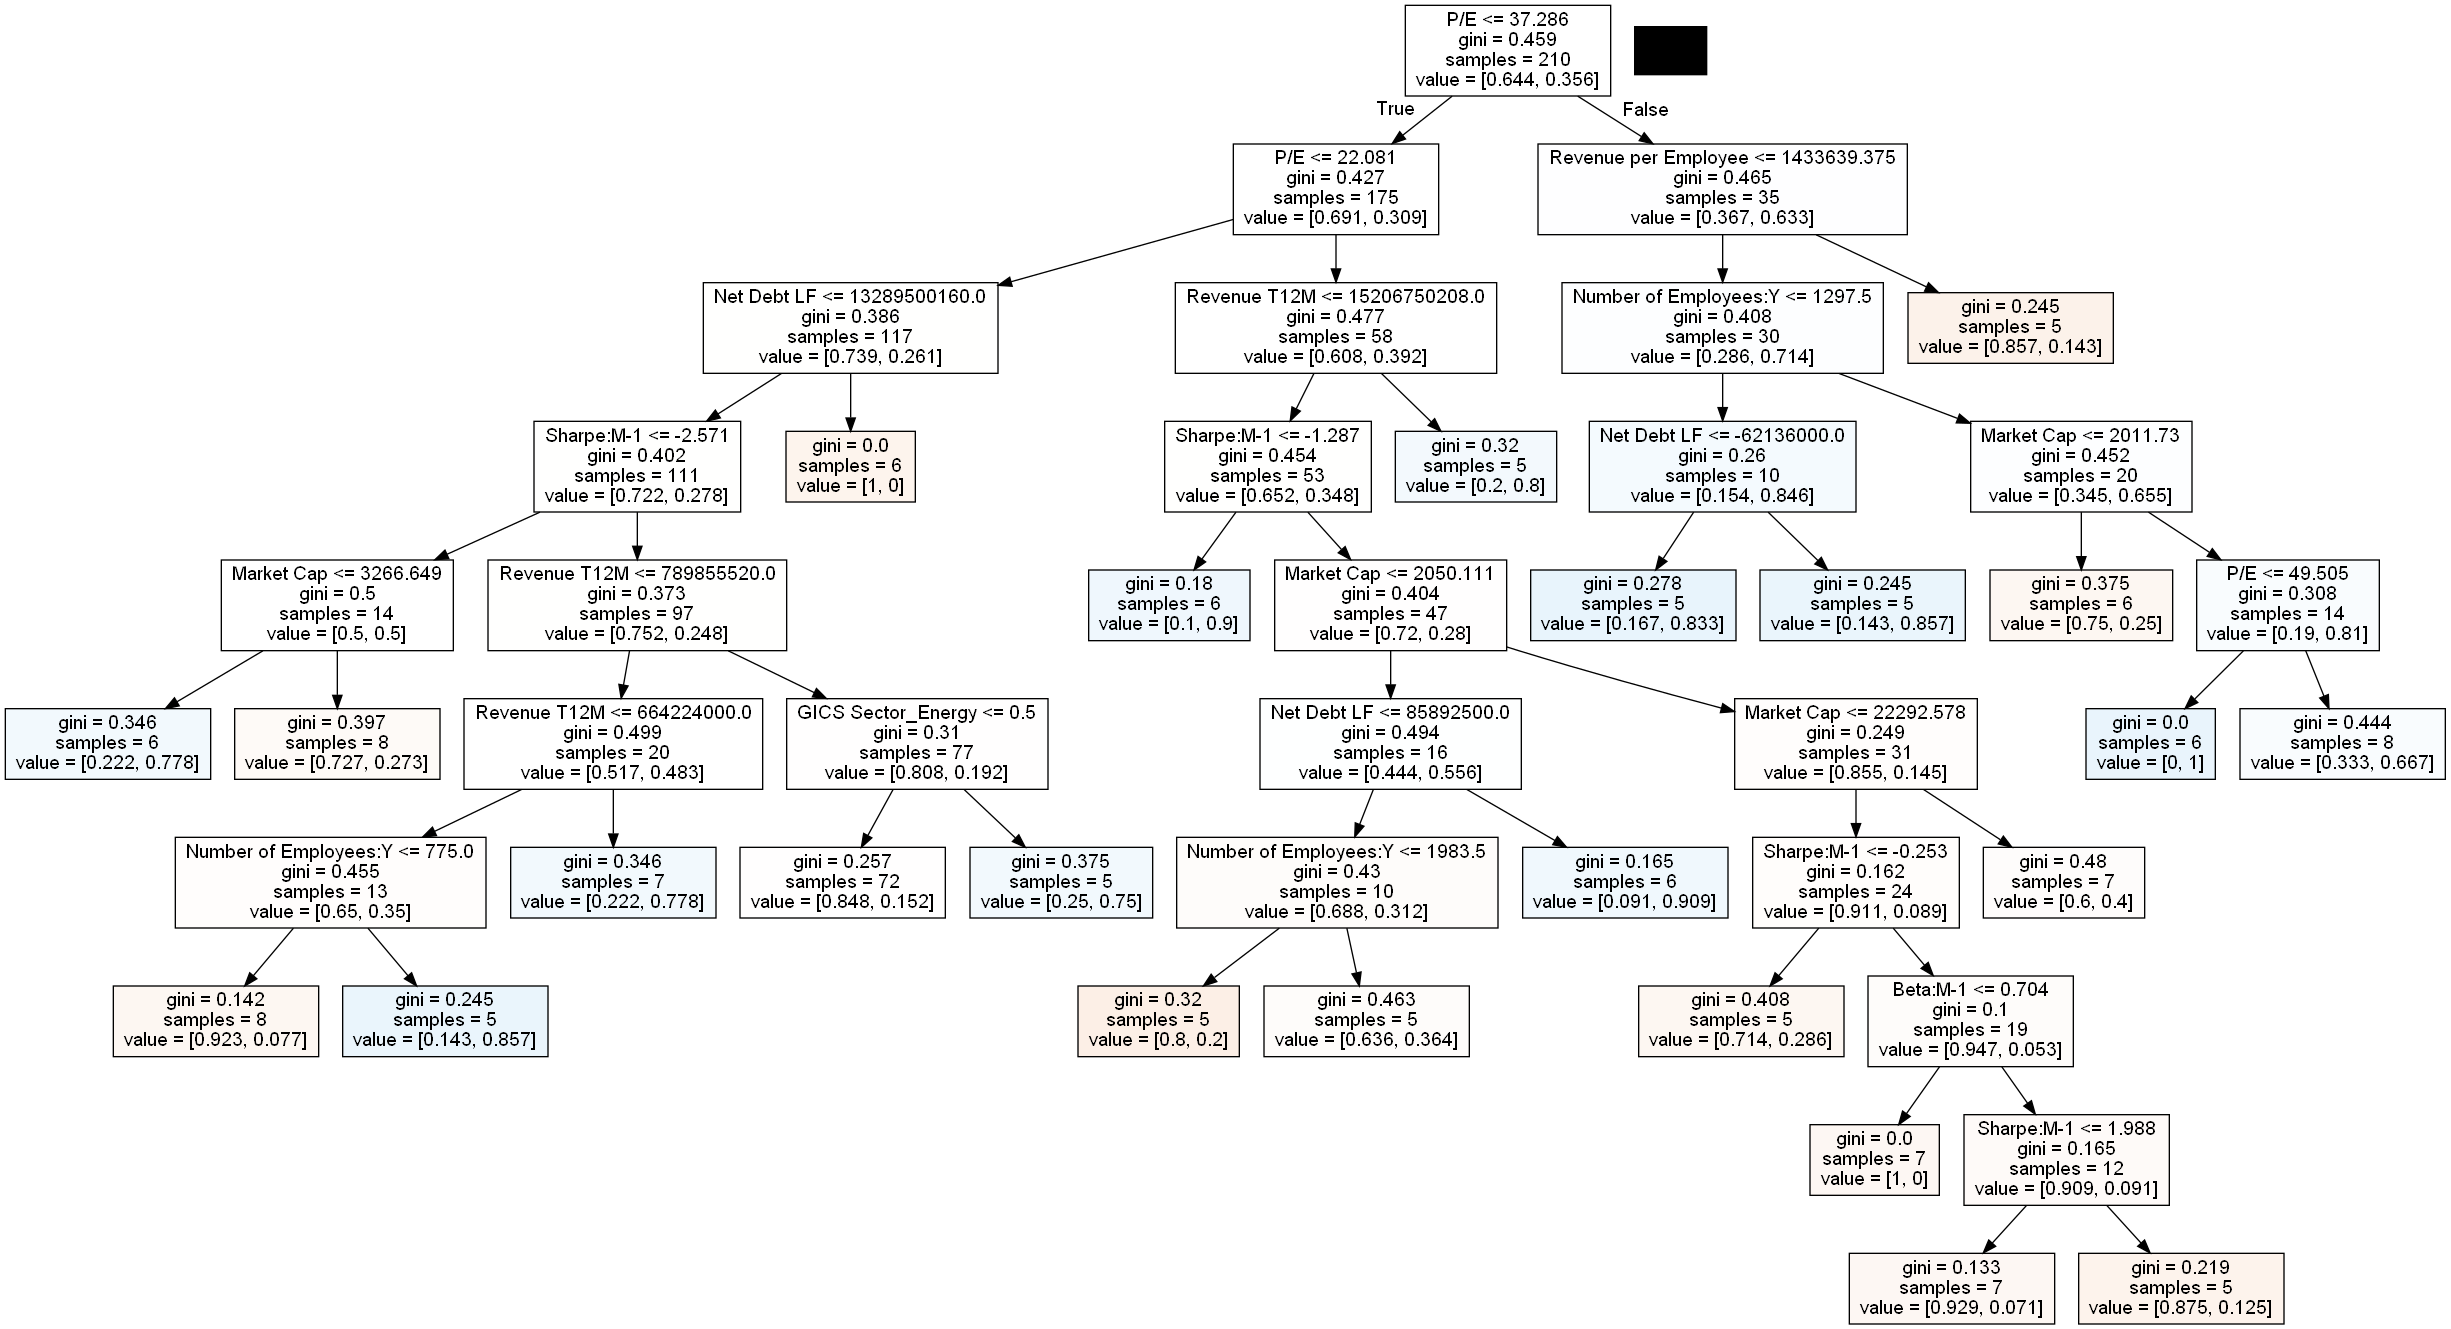 P/E <= 37.286
gini = 0.459
samples = 210
value = [0.644, 0.356]
True
False
P/E <= 22.081
gini = 0.427
samples = 175
value = [0.691, 0.309]
Revenue per Employee <= 1433639.375
gini = 0.465
samples = 35
value = [0.367, 0.633]
Net Debt LF <= 13289500160.0
gini = 0.386
samples = 117
value = [0.739, 0.261]
Revenue T12M <= 15206750208.0
gini = 0.477
samples = 58
value = [0.608, 0.392]
Number of Employees:Y <= 1297.5
gini = 0.408
samples = 30
value = [0.286, 0.714]
gini = 0.245
samples = 5
value = [0.857, 0.143]
Sharpe:M-1 <= -2.571
gini = 0.402
samples = 111
value = [0.722, 0.278]
gini = 0.0
samples = 6
value = [1, 0]
Sharpe:M-1 <= -1.287
gini = 0.454
samples = 53
value = [0.652, 0.348]
gini = 0.32
samples = 5
value = [0.2, 0.8]
Net Debt LF <= -62136000.0
gini = 0.26
samples = 10
value = [0.154, 0.846]
Market Cap <= 2011.73
gini = 0.452
samples = 20
value = [0.345, 0.655]
Market Cap <= 3266.649
gini = 0.5
samples = 14
value = [0.5, 0.5]
Revenue T12M <= 789855520.0
gini = 0.373
samples = 97
value = [0.752, 0.248]
gini = 0.18
samples = 6
value = [0.1, 0.9]
Market Cap <= 2050.111
gini = 0.404
samples = 47
value = [0.72, 0.28]
gini = 0.278
samples = 5
value = [0.167, 0.833]
gini = 0.245
samples = 5
value = [0.143, 0.857]
gini = 0.375
samples = 6
value = [0.75, 0.25]
P/E <= 49.505
gini = 0.308
samples = 14
value = [0.19, 0.81]
gini = 0.346
samples = 6
value = [0.222, 0.778]
gini = 0.397
samples = 8
value = [0.727, 0.273]
Revenue T12M <= 664224000.0
gini = 0.499
samples = 20
value = [0.517, 0.483]
GICS Sector_Energy <= 0.5
gini = 0.31
samples = 77
value = [0.808, 0.192]
Net Debt LF <= 85892500.0
gini = 0.494
samples = 16
value = [0.444, 0.556]
Market Cap <= 22292.578
gini = 0.249
samples = 31
value = [0.855, 0.145]
gini = 0.0
samples = 6
value = [0, 1]
gini = 0.444
samples = 8
value = [0.333, 0.667]
Number of Employees:Y <= 775.0
gini = 0.455
samples = 13
value = [0.65, 0.35]
gini = 0.346
samples = 7
value = [0.222, 0.778]
gini = 0.257
samples = 72
value = [0.848, 0.152]
gini = 0.375
samples = 5
value = [0.25, 0.75]
Number of Employees:Y <= 1983.5
gini = 0.43
samples = 10
value = [0.688, 0.312]
gini = 0.165
samples = 6
value = [0.091, 0.909]
Sharpe:M-1 <= -0.253
gini = 0.162
samples = 24
value = [0.911, 0.089]
gini = 0.48
samples = 7
value = [0.6, 0.4]
gini = 0.142
samples = 8
value = [0.923, 0.077]
gini = 0.245
samples = 5
value = [0.143, 0.857]
gini = 0.32
samples = 5
value = [0.8, 0.2]
gini = 0.463
samples = 5
value = [0.636, 0.364]
gini = 0.408
samples = 5
value = [0.714, 0.286]
Beta:M-1 <= 0.704
gini = 0.1
samples = 19
value = [0.947, 0.053]
gini = 0.0
samples = 7
value = [1, 0]
Sharpe:M-1 <= 1.988
gini = 0.165
samples = 12
value = [0.909, 0.091]
gini = 0.133
samples = 7
value = [0.929, 0.071]
gini = 0.219
samples = 5
value = [0.875, 0.125]